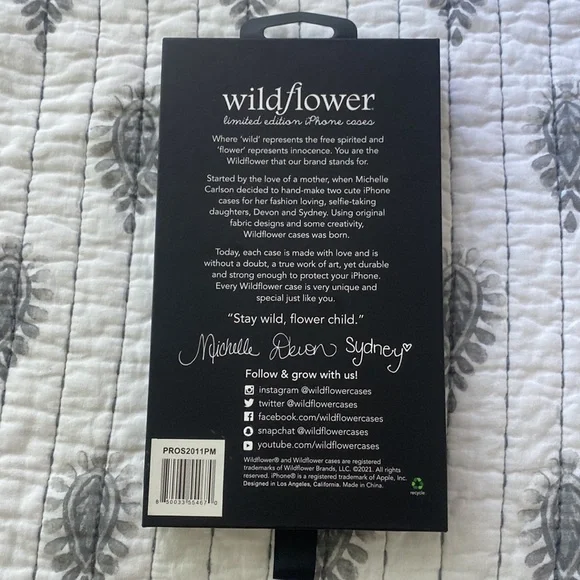 wildflower
limited edition iPhone cases
Where 'wild' represents the free spirited and
'flower' represents innocence. You are the
Wildflower that our brand stands for.
Started by the love of a mother, when Michelle
Carlson decided to hand-make two cute iPhone
cases for her fashion loving, selfie-taking
daughters, Devon and Sydney. Using original
fabric designs and some creativity,
Wildflower cases was born.
Today, each case is made with love and is
without a doubt, a true work of art, yet durable
and strong enough to protect your iPhone.
Every Wildflower case is very unique and
special just like you.
"Stay wild, flower child."
Michelle Devon Sydney♡
Follow & grow with us!
instagram @wildflowercases
twitter @wildflowercases
facebook.com/wildflowercases
snapchat @wildflowercases
youtube.com/wildflowercases
Wildflower® and Wildflower cases are registered
trademarks of Wildflower Brands, LLC. ©2021. All rights
reserved. iPhone® is a registered trademark of Apple, Inc.
Designed in Los Angeles, California. Made in China.
recycle
PROS2011PM
8 50033 55467 0